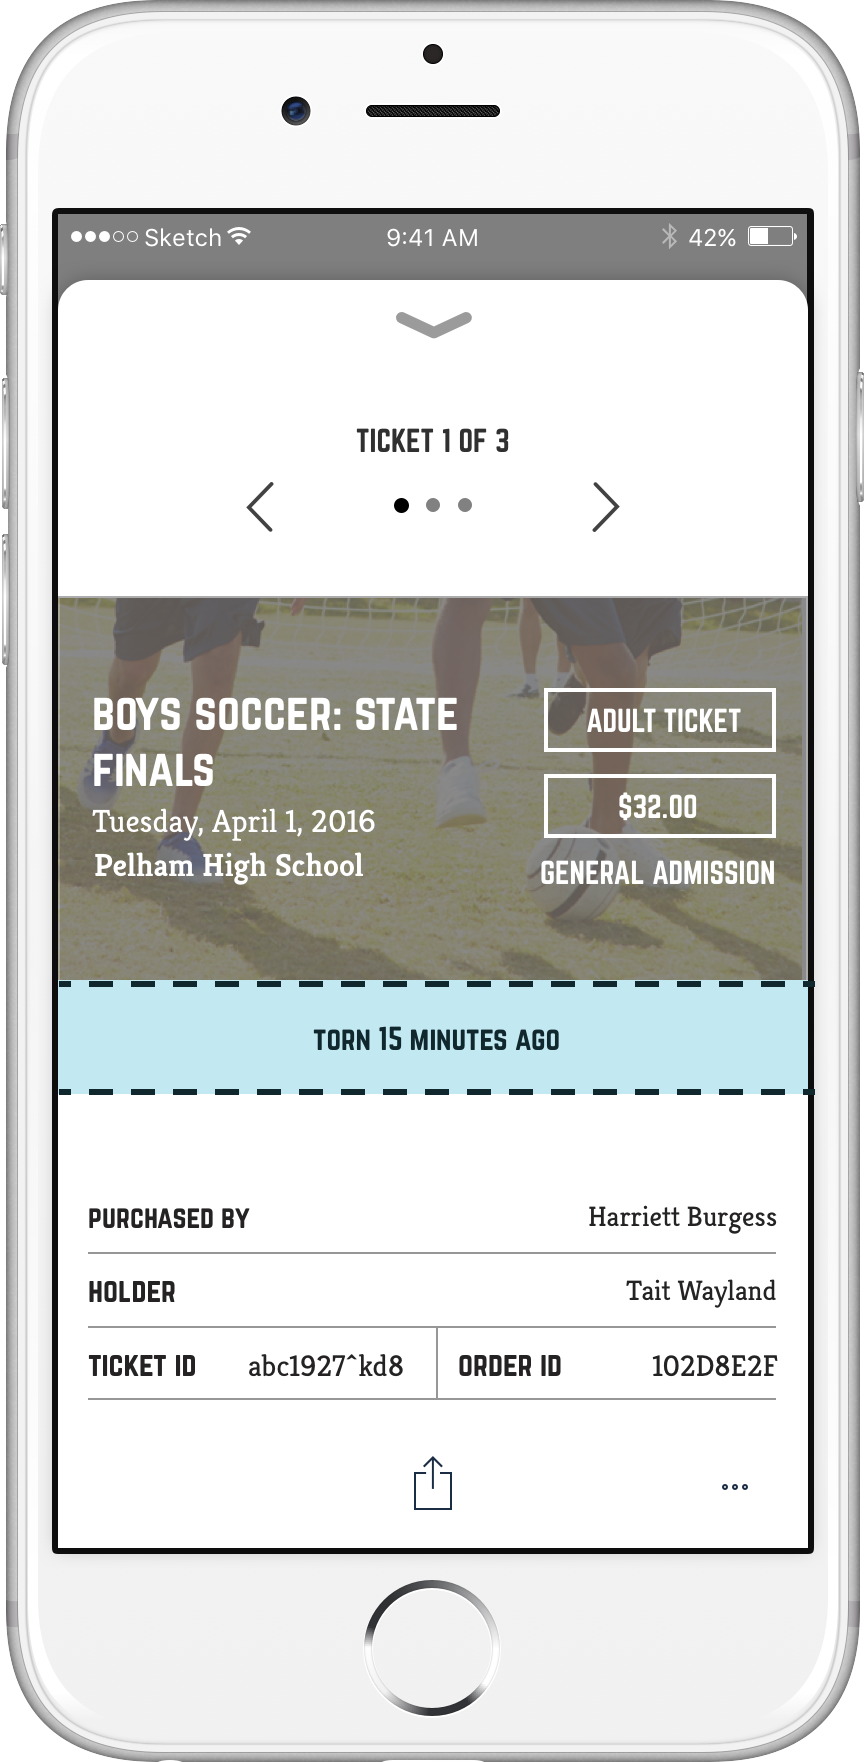 Sketch 9:41 AM 42%
TICKET 1 OF 3
BOYS SOCCER: STATE
FINALS
Tuesday, April 1, 2016
Pelham High School
ADULT TICKET
$32.00
GENERAL ADMISSION
TORN 15 MINUTES AGO
PURCHASED BY Harriett Burgess
HOLDER Tait Wayland
TICKET ID abc1927^kd8 ORDER ID 102D8E2F